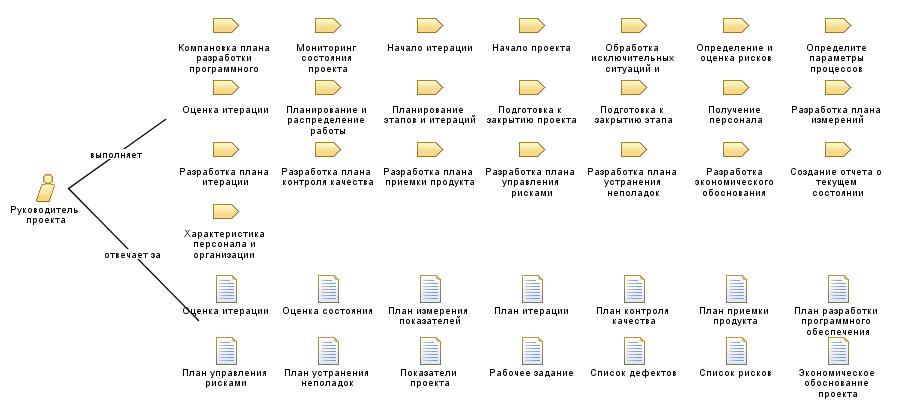 Компановка плана разработки программного
Мониторинг состояния проекта
Начало итерации
Начало проекта
Обработка исключительных ситуаций и
Определение и оценка рисков
Определите параметры процессов
Оценка итерации
Планирование и распределение работы
Планирование этапов и итераций
Подготовка к закрытию проекта
Подготовка к закрытию этапа
Получение персонала
Разработка плана измерений
выполняет
Разработка плана итерации
Разработка плана контроля качества
Разработка плана приемки продукта
Разработка плана управления рисками
Разработка плана устранения неполадок
Разработка экономического обоснования
Создание отчета о текущем состоянии
Руководитель проекта
Характеристика персонала и организации
отвечает за
Оценка итерации
Оценка состояния
План измерения показателей
План итерации
План контроля качества
План приемки продукта
План разработки программного обеспечения
План управления рисками
План устранения неполадок
Показатели проекта
Рабочее задание
Список дефектов
Список рисков
Экономическое обоснование проекта